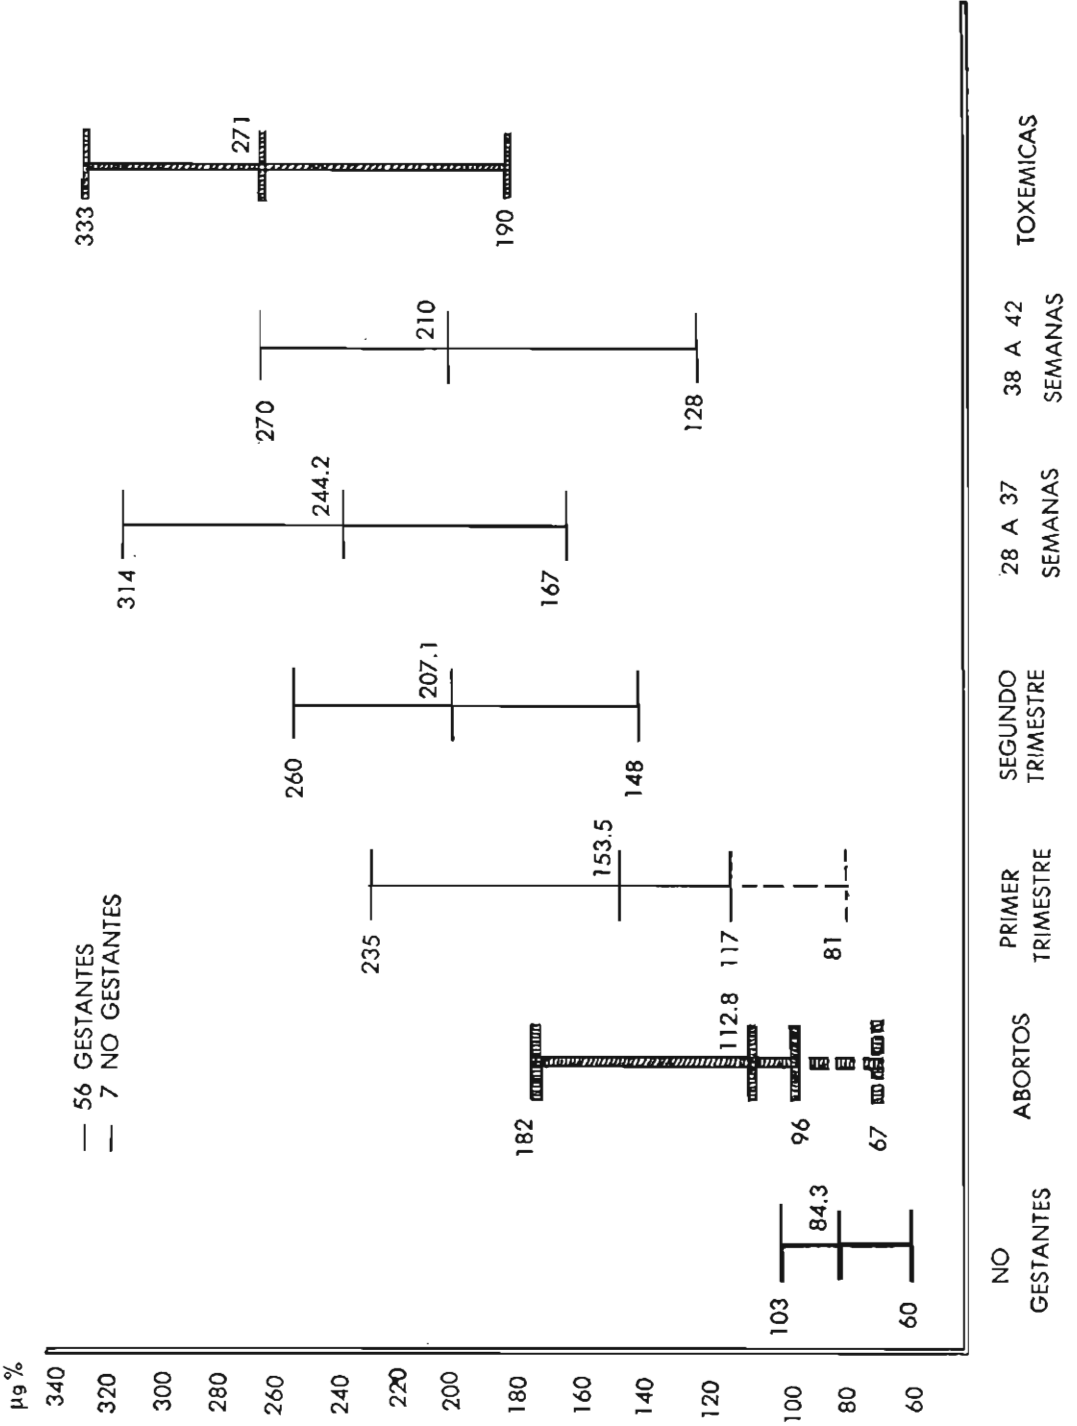 µg %
340
320
300
280
260
240
220
200
180
160
140
120
100
80
60
— 56 GESTANTES
— 7 NO GESTANTES
103
84.3
60
182
112.8
96
67
235
153.5
117
81
260
207.1
148
314
244.2
167
270
210
128
333
271
190
NO
GESTANTES
ABORTOS
PRIMER
TRIMESTRE
SEGUNDO
TRIMESTRE
28 A 37
SEMANAS
38 A 42
SEMANAS
TOXEMICAS